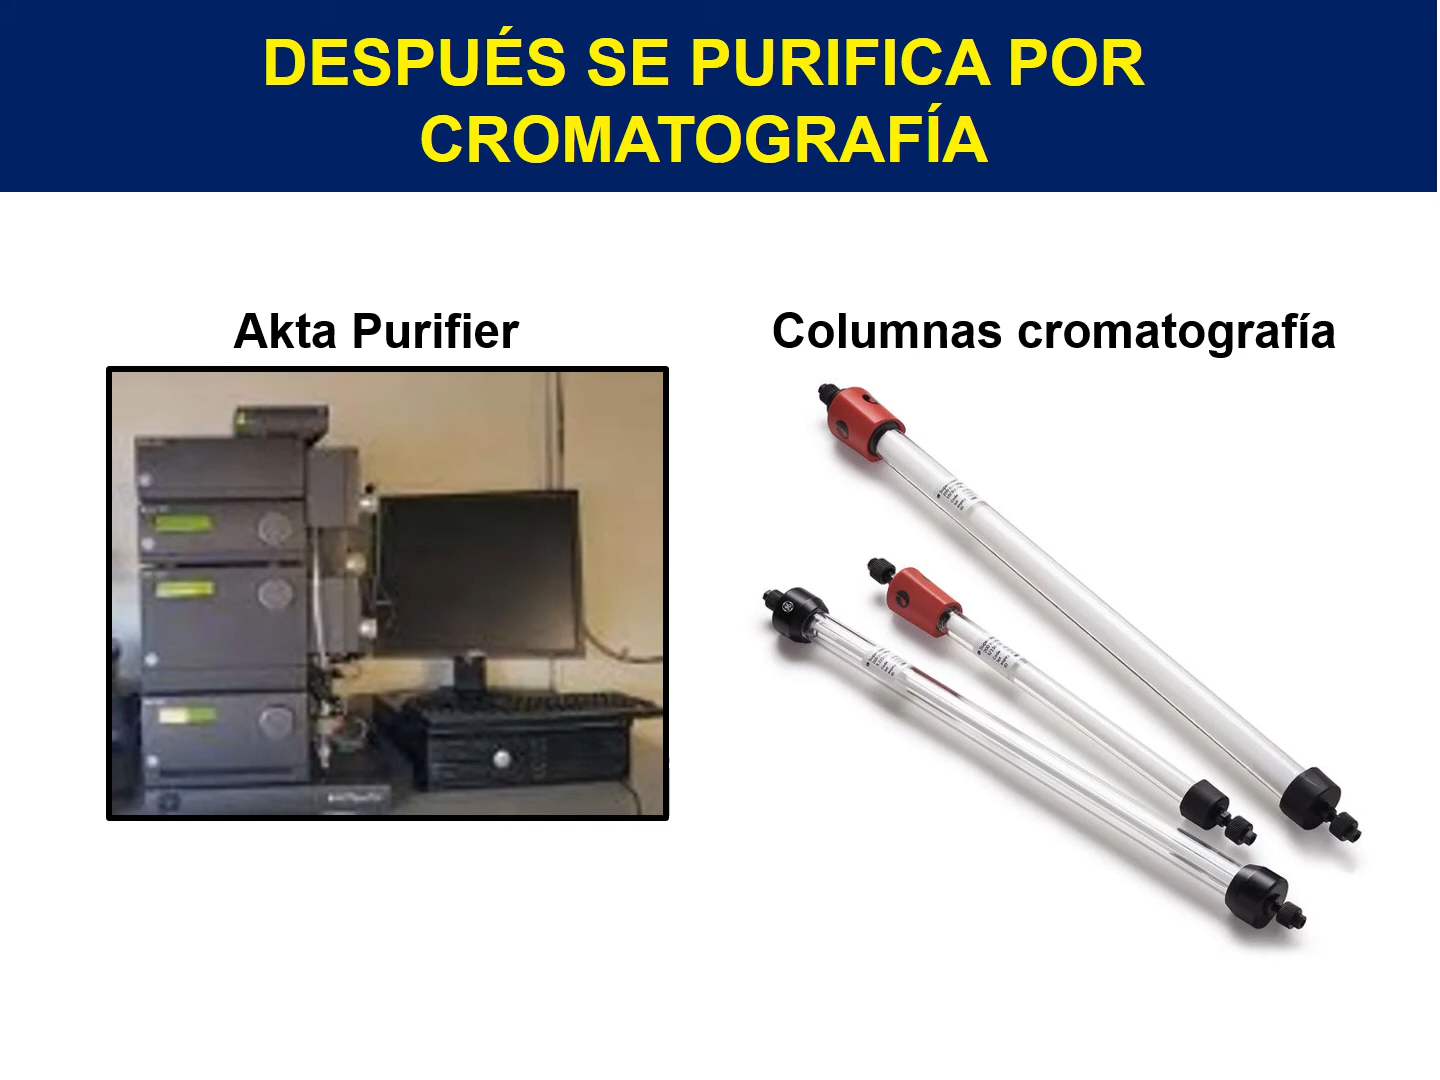 DESPUÉS SE PURIFICA POR
CROMATOGRAFÍA
Akta Purifier
Columnas cromatografía